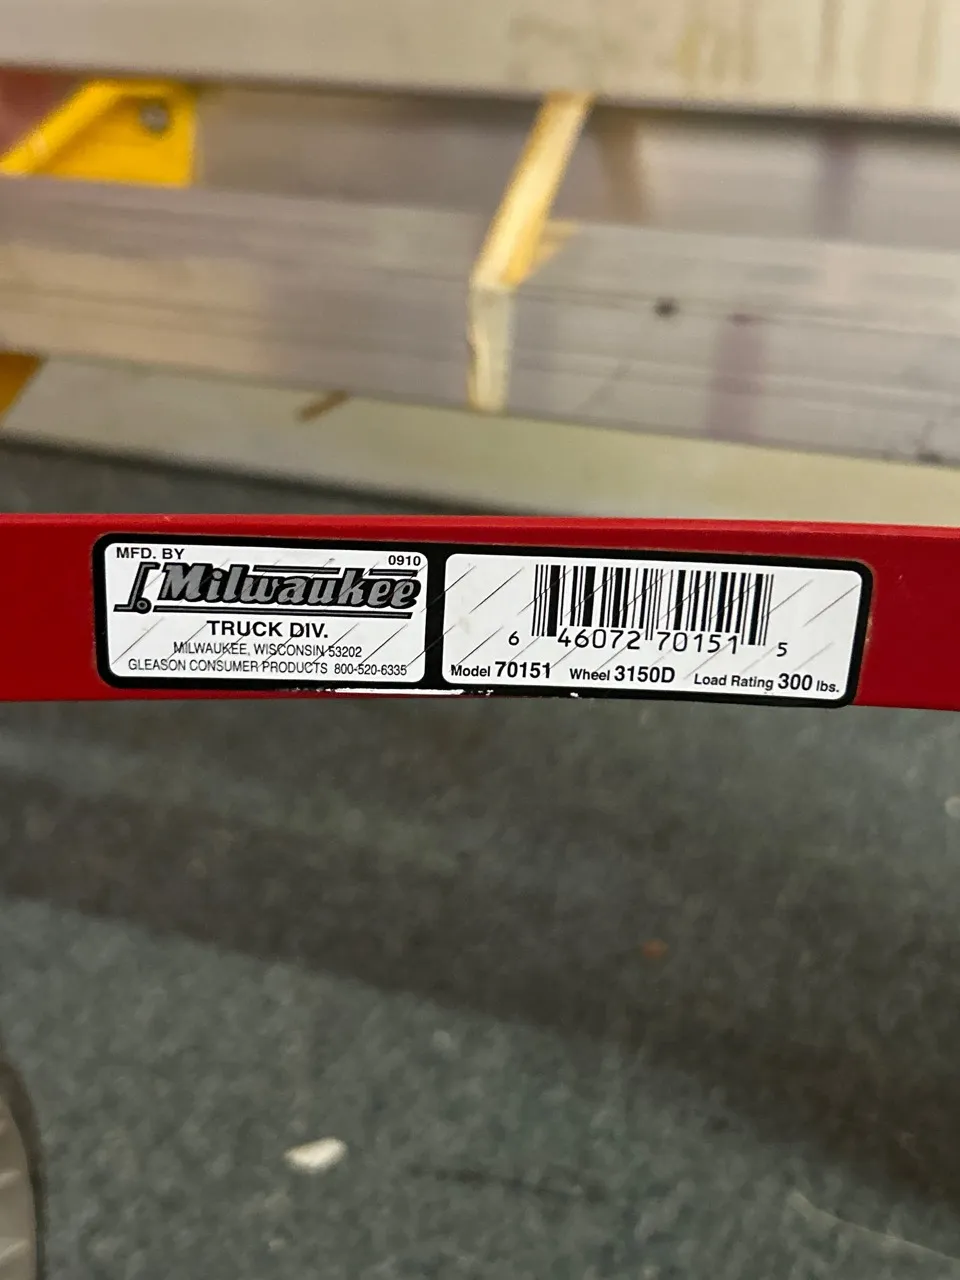 MFD. BY 0910
Milwaukee
TRUCK DIV.
MILWAUKEE, WISCONSIN 53202
GLEASON CONSUMER PRODUCTS 800-520-6335
6 46072 70151 5
Model 70151 Wheel 3150D Load Rating 300 lbs.